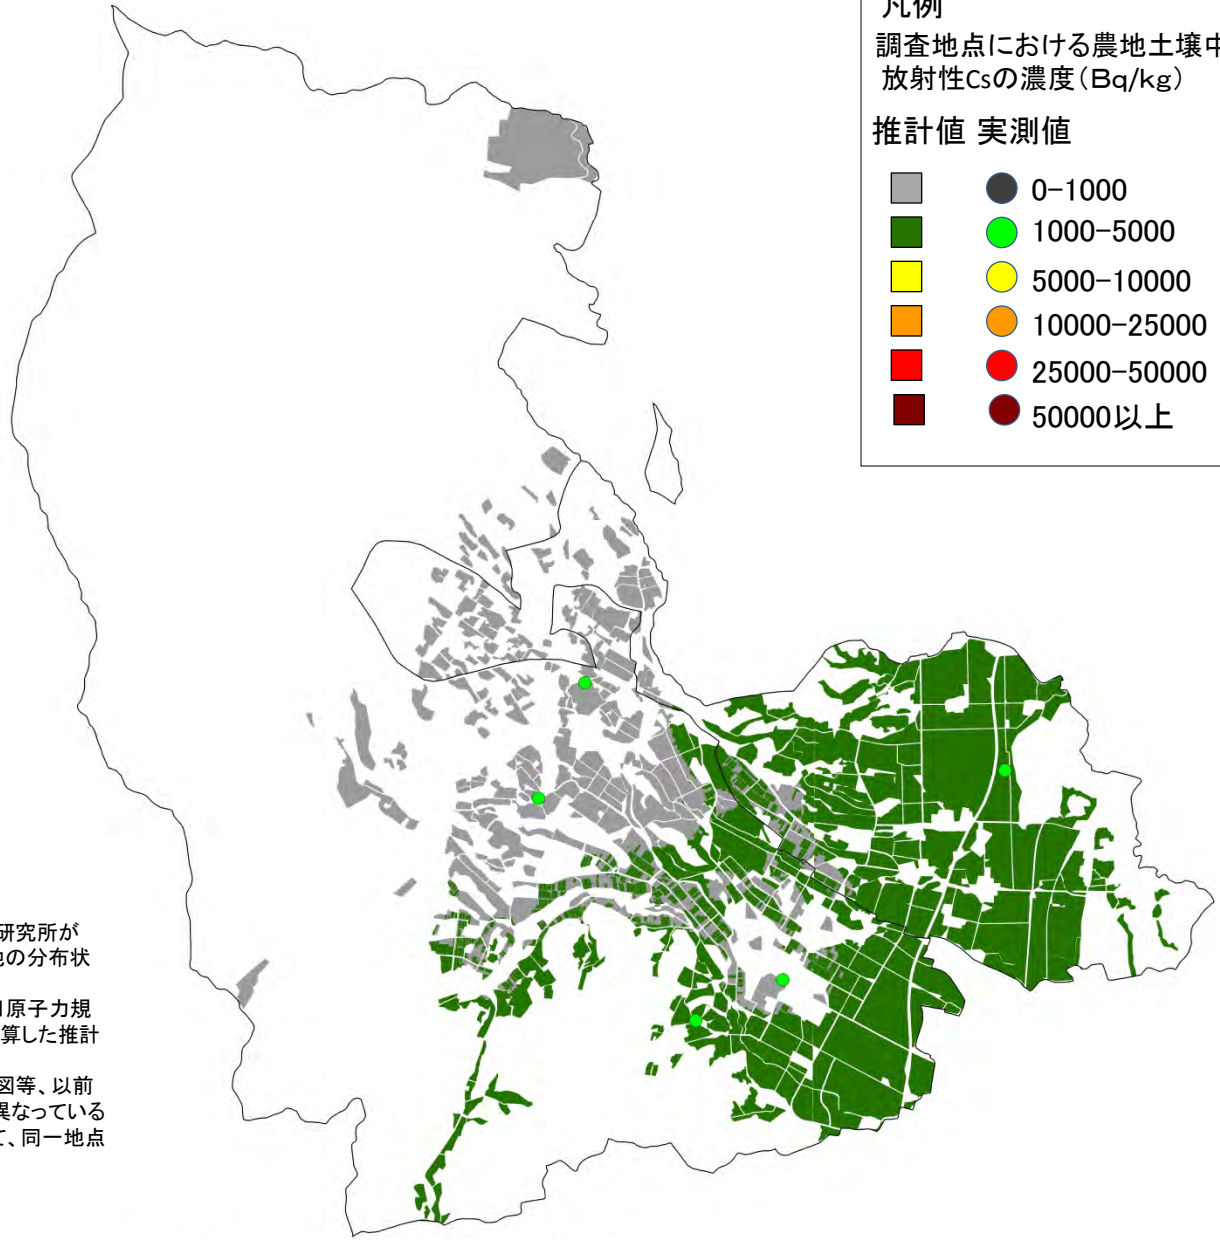 凡例
調査地点における農地土壌中
放射性Csの濃度（Bq/kg）
推計値 実測値
0-1000
1000-5000
5000-10000
10000-25000
25000-50000
50000以上
研究所が
地の分布状
原子力規
算した推計
図等、以前
異なっている
て、同一地点